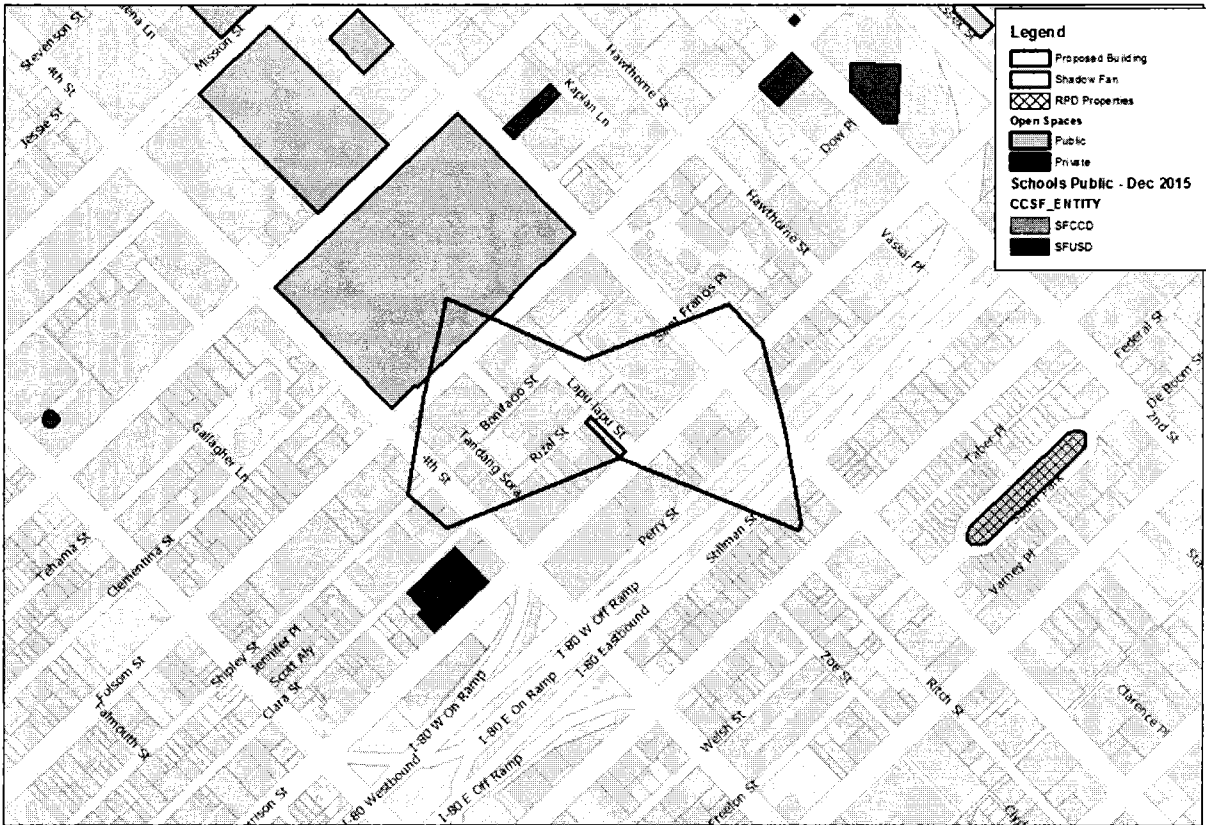 Stevenson St
4th St
Jessie St
Mission St
Hawthorne St
Kaplan Ln
Dow Pl
Hawthorne St
Vassar Pl
Legend
Proposed Building
Shadow Fan
RPD Properties
Open Spaces
Public
Private
Schools Public - Dec 2015
CCSF_ENTITY
SFCCD
SFUSD
Federal St
De Boom St
2nd St
Taber Pl
Varney Pl
Francis Pl
Lapu-lapu St
Bonifacio St
Rizal St
Tandang Sora
4th St
Gallagher Ln
Tehama St
Clementina St
Perry St
Stillman St
Folsom St
Falmouth St
Shipley St
Jennifer Pl
Scott Aly
Clara St
I-80 W Off Ramp
I-80 Eastbound
I-80 W On Ramp
I-80 E On Ramp
I-80 Westbound
I-80 E Off Ramp
Zoe St
Ritch St
Welsh St
Freelon St
Clarence Pl